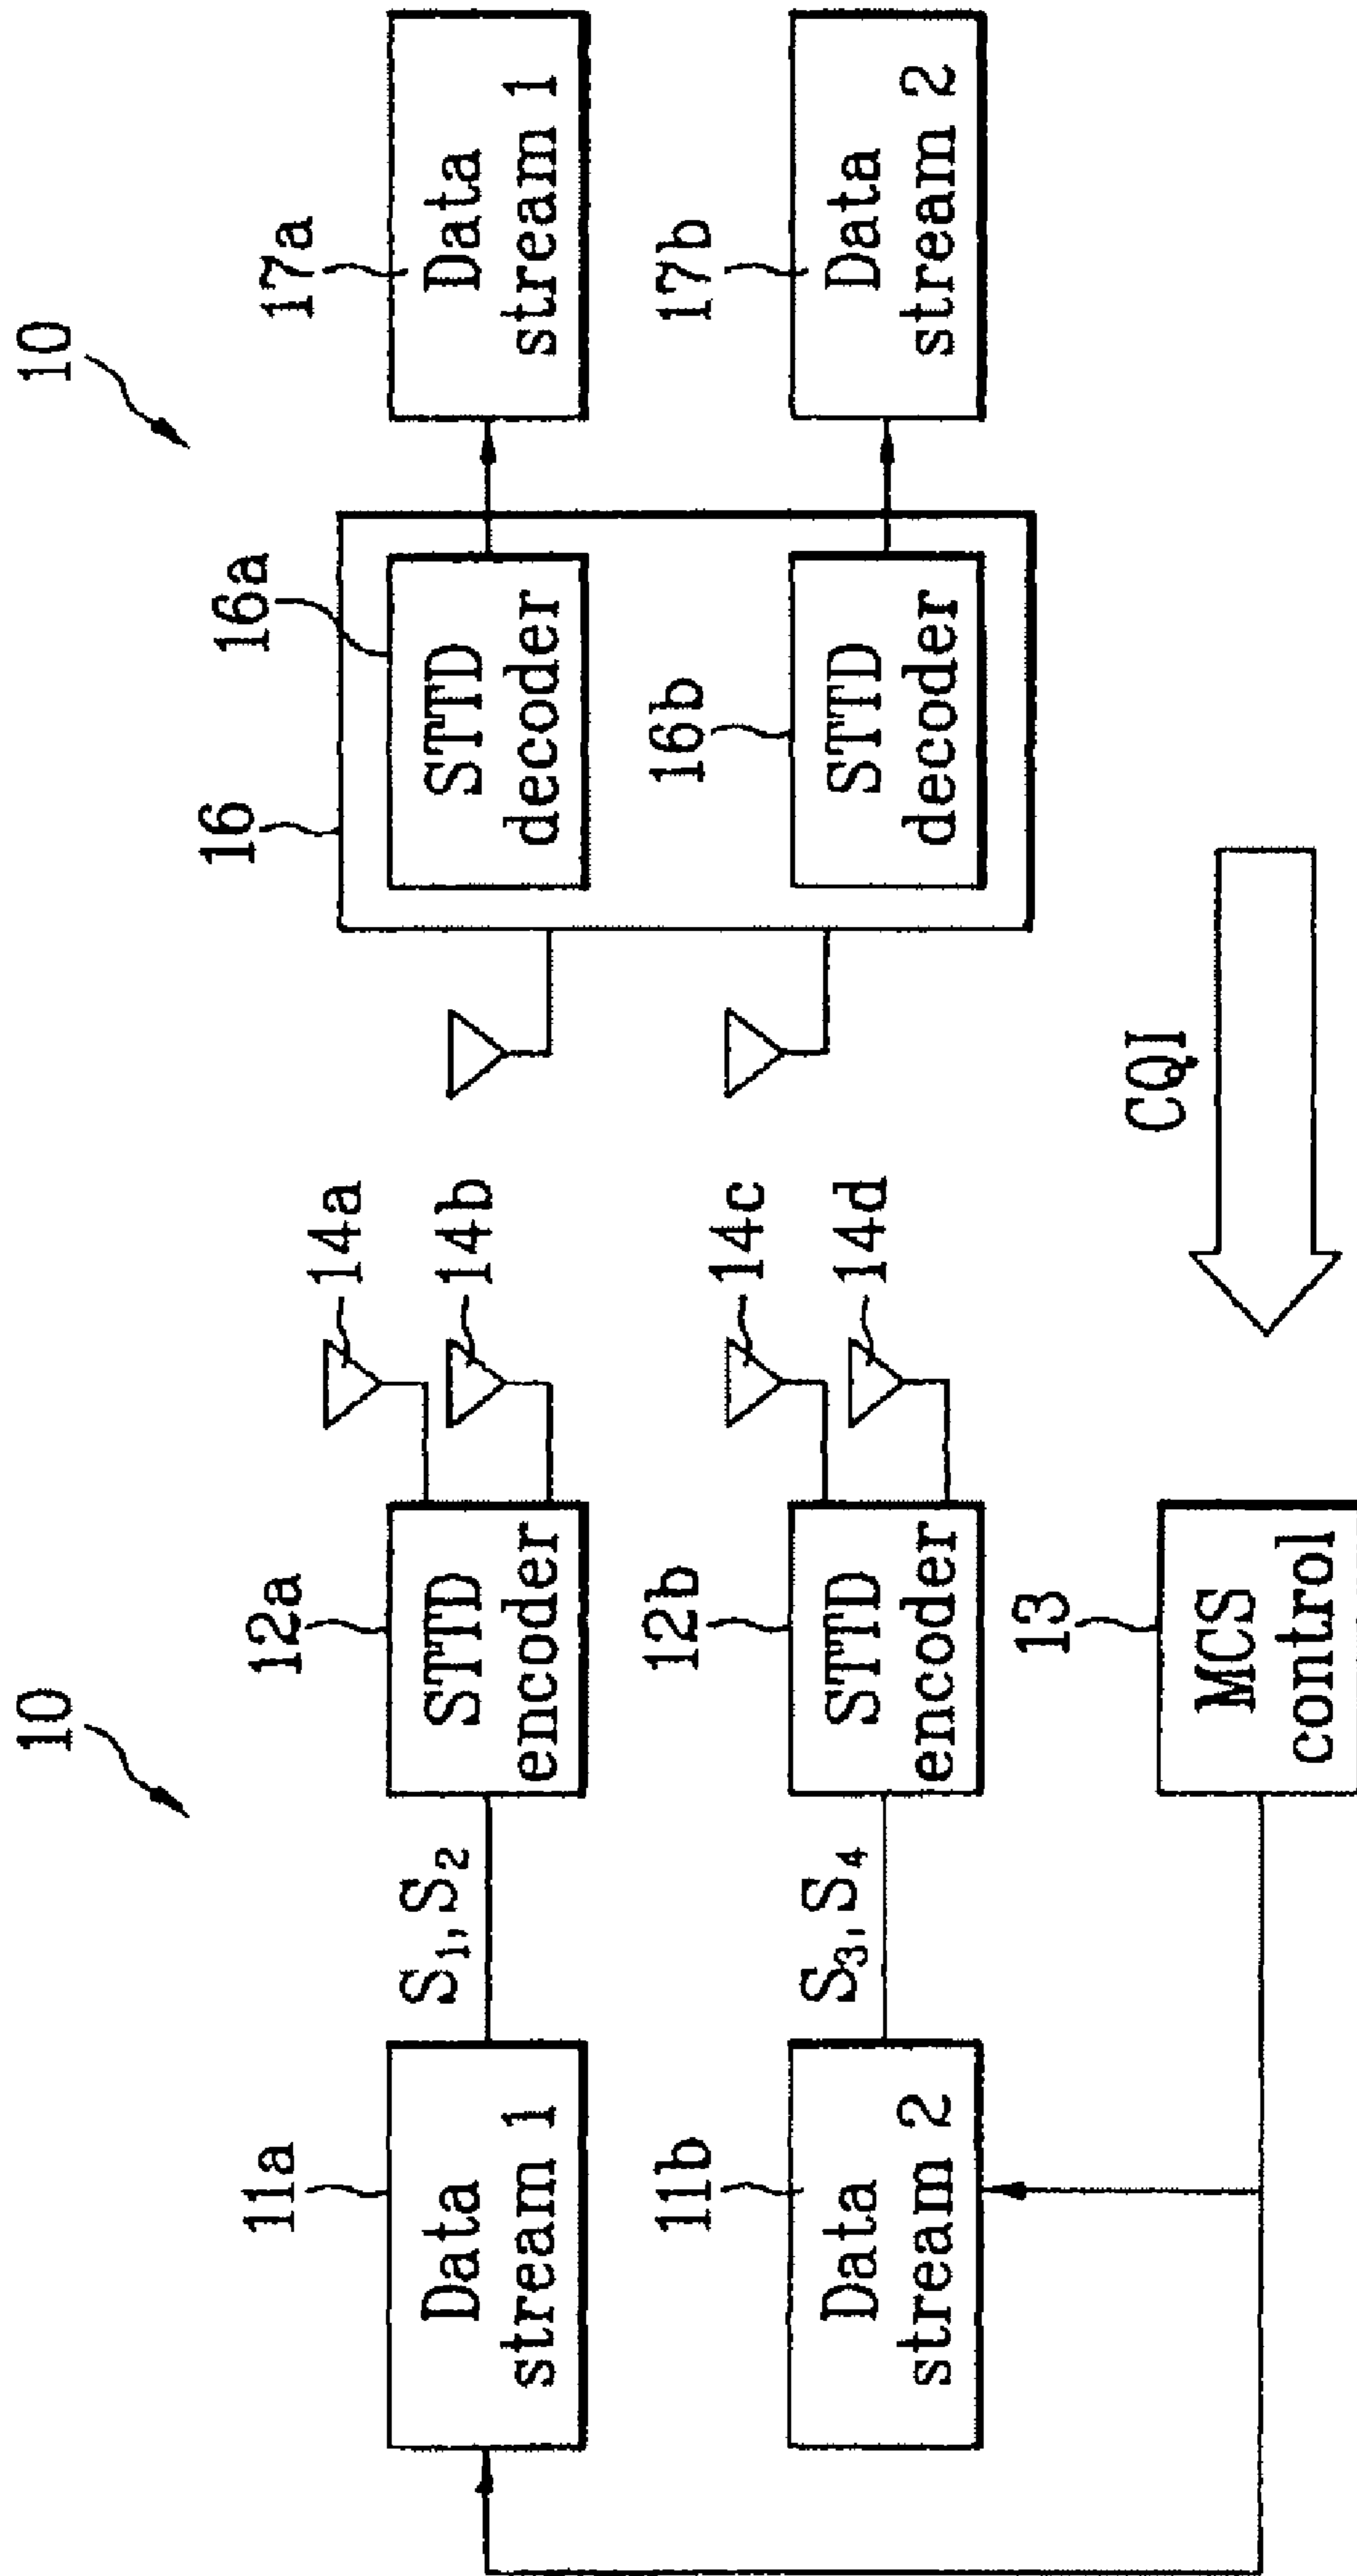 10
10
11a
Data
stream 1
S1,S2
12a
STTD
encoder
14a
14b
16
16a
STTD
decoder
17a
Data
stream 1
11b
Data
stream 2
S3,S4
12b
STTD
encoder
14c
14d
16b
STTD
decoder
17b
Data
stream 2
13
MCS
control
CQI